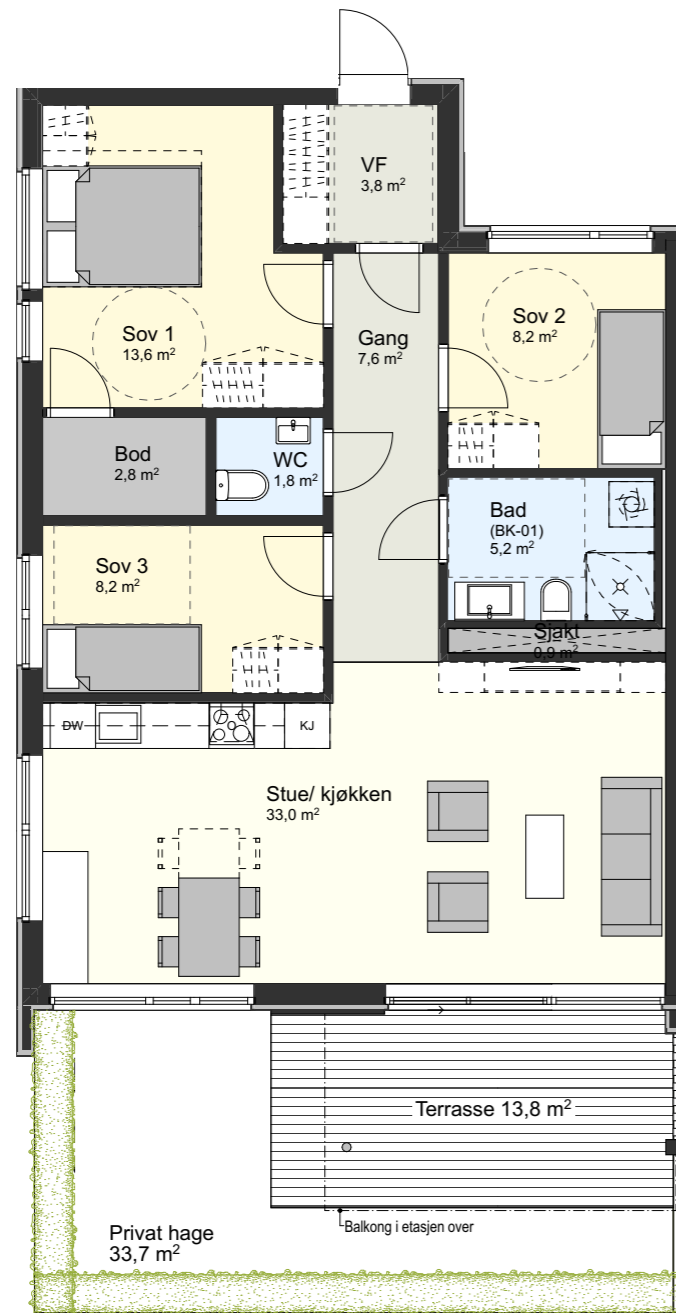 VF
3,8 m²
Sov 1
13,6 m²
Gang
7,6 m²
Sov 2
8,2 m²
Bod
2,8 m²
WC
1,8 m²
Bad
(BK-01)
5,2 m²
Sov 3
8,2 m²
Sjakt
0,9 m²
DW
KJ
Stue/ kjøkken
33,0 m²
Terrasse 13,8 m²
Balkong i etasjen over
Privat hage
33,7 m²